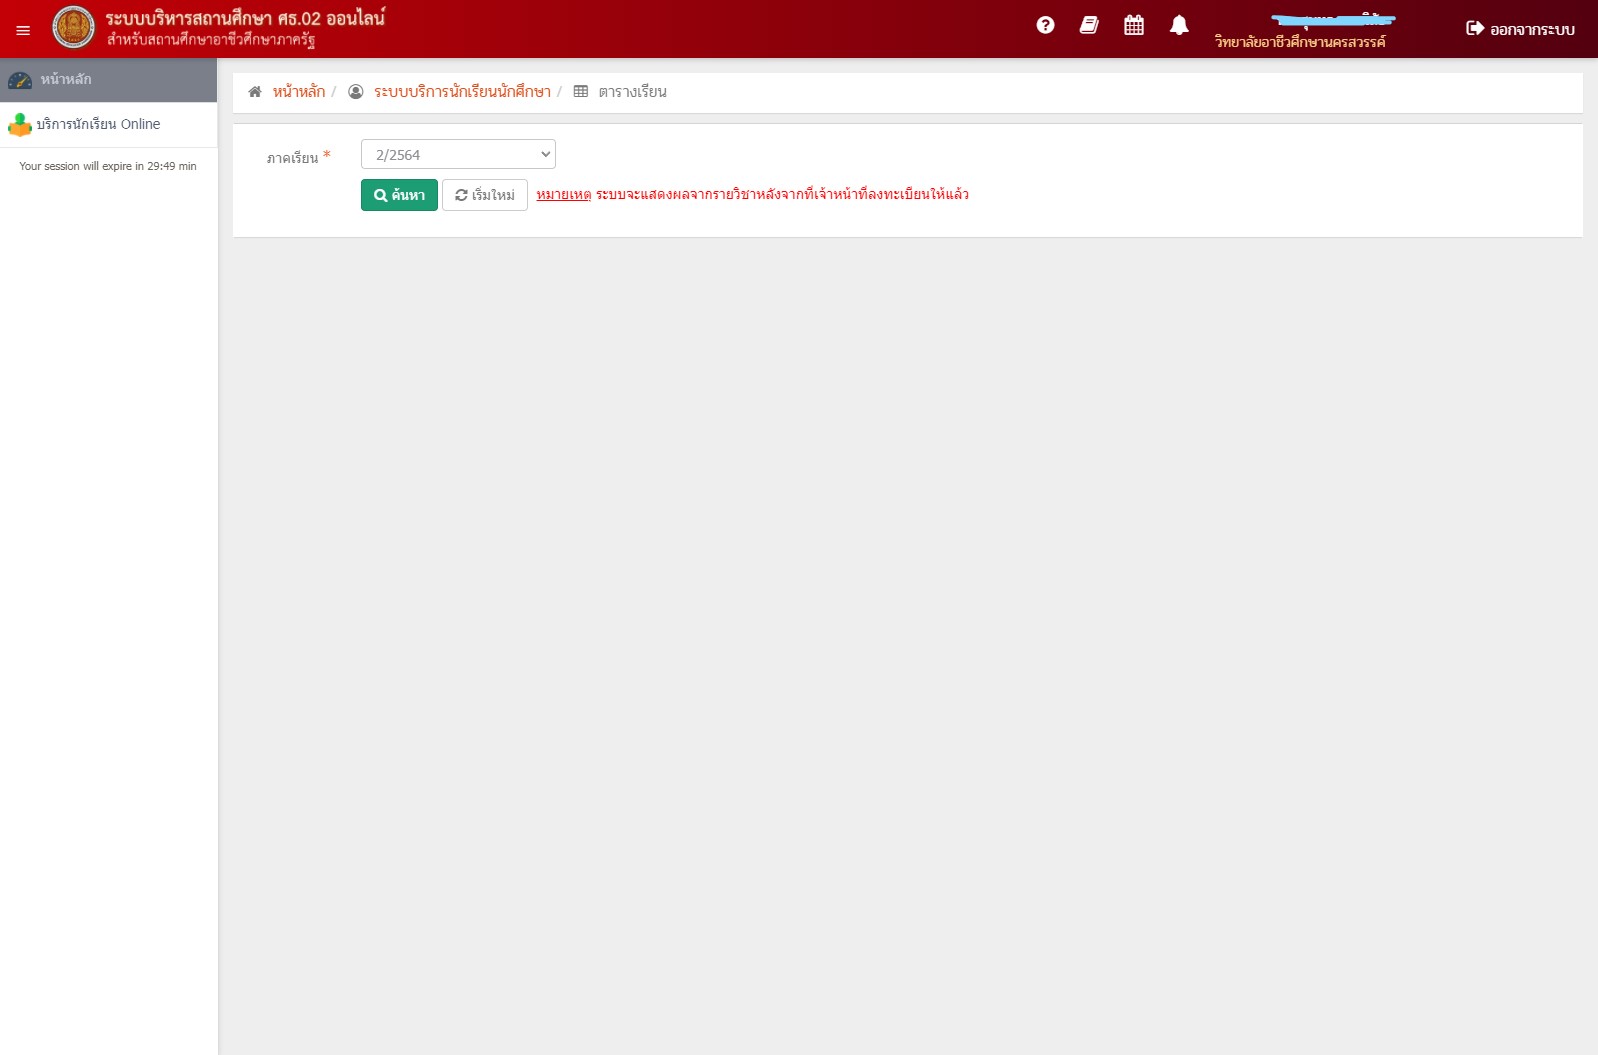 ระบบบริหารสถานศึกษา ศธ.02 ออนไลน์
สำหรับสถานศึกษาอาชีวศึกษาภาครัฐ
วิทยาลัยอาชีวศึกษานครสวรรค์
ออกจากระบบ
หน้าหลัก
บริการนักเรียน Online
Your session will expire in 29:49 min
หน้าหลัก / ระบบบริการนักเรียนนักศึกษา / ตารางเรียน
ภาคเรียน * 2/2564
ค้นหา เริ่มใหม่ หมายเหตุ ระบบจะแสดงผลจากรายวิชาหลังจากที่เจ้าหน้าที่ลงทะเบียนให้แล้ว